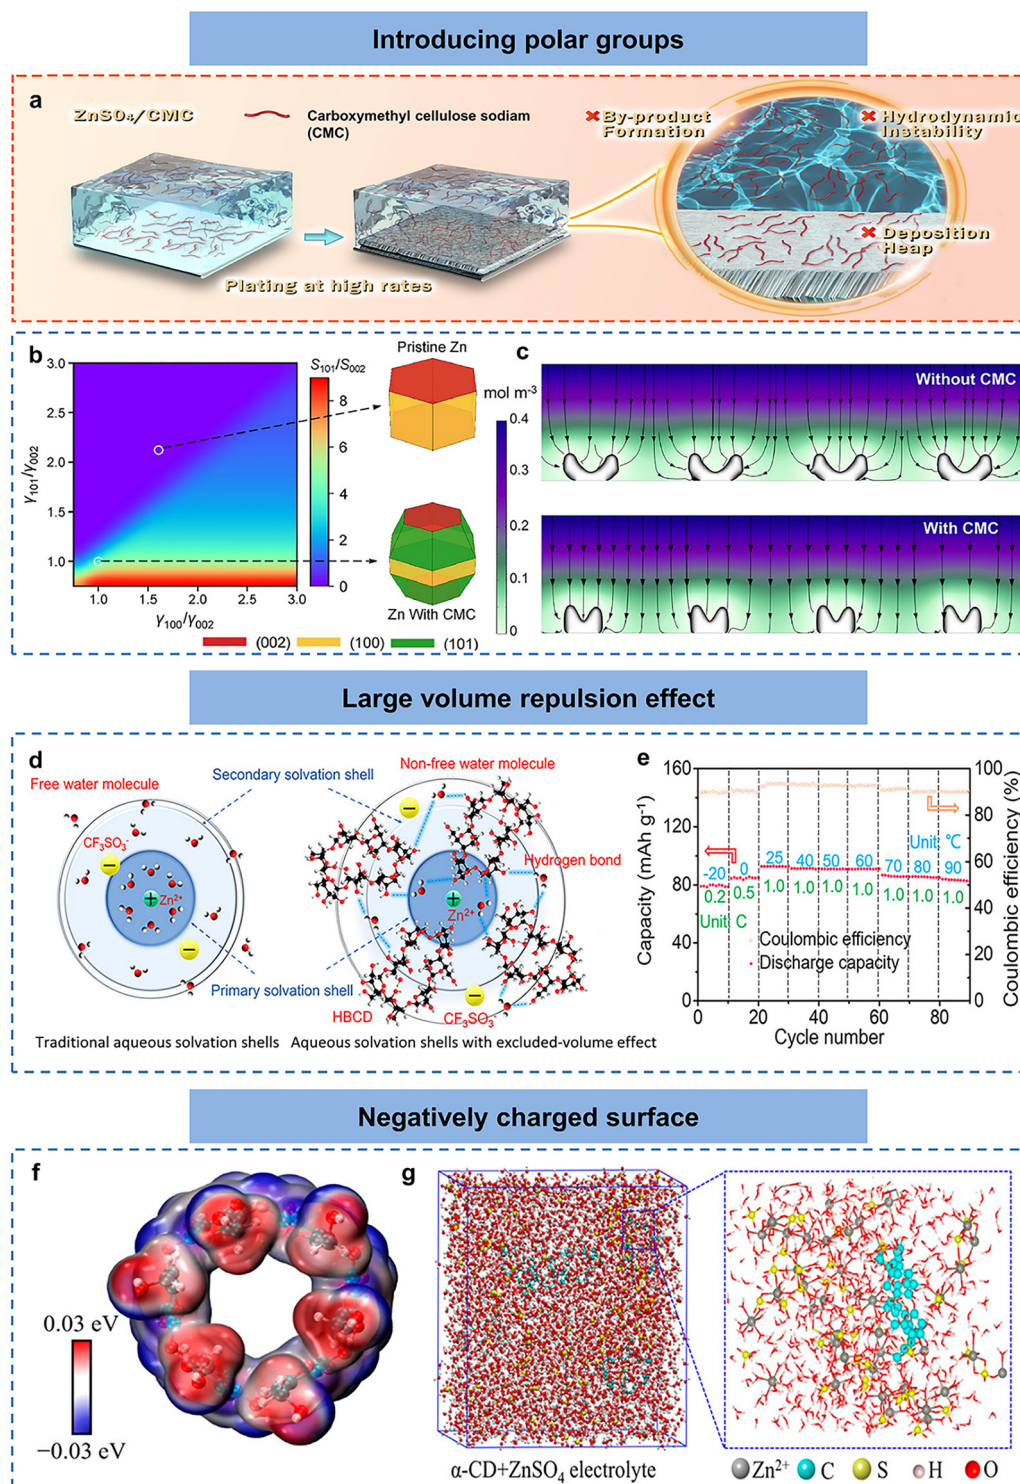 Introducing polar groups
a
ZnSO₄/CMC
Carboxymethyl cellulose sodiam
(CMC)
By-product
Formation
Hydrodynamic
Instability
Deposition
Heap
Plating at high rates
b
3.0
2.5
2.0
1.5
1.0
γ₁₀₁/γ₀₀₂
1.0 1.5 2.0 2.5 3.0
γ₁₀₀/γ₀₀₂
S₁₀₁/S₀₀₂
8
6
4
2
0
Pristine Zn
Zn With CMC
(002) (100) (101)
c
mol m⁻³
0.4
0.3
0.2
0.1
0
Without CMC
With CMC
Large volume repulsion effect
d
Free water molecule
Secondary solvation shell
Non-free water molecule
CF₃SO₃⁻
Zn²⁺
Hydrogen bond
Zn²⁺
Primary solvation shell
HBCD
CF₃SO₃⁻
Traditional aqueous solvation shells
Aqueous solvation shells with excluded-volume effect
e
160
120
80
40
0
Capacity (mAh g⁻¹)
100
80
60
40
20
0
Coulombic efficiency (%)
Unit: °C
-20 0 25 40 50 60 70 80 90
0.2 0.5 1.0 1.0 1.0 1.0 1.0 1.0 1.0
Unit: C
Coulombic efficiency
Discharge capacity
0 20 40 60 80
Cycle number
Negatively charged surface
f
0.03 eV
−0.03 eV
g
α-CD+ZnSO₄ electrolyte
Zn²⁺ C S H O